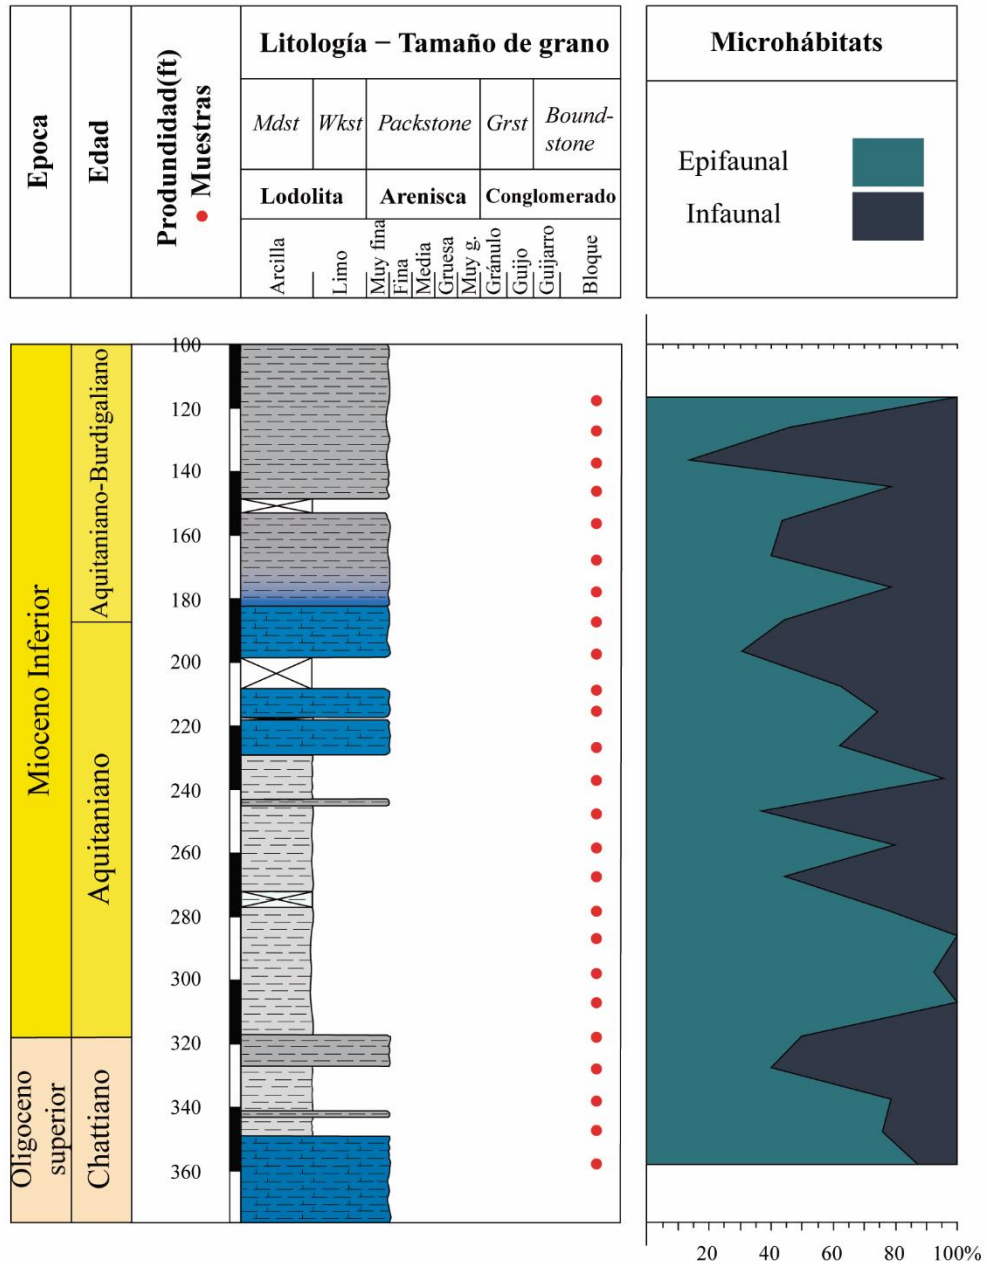 Epoca
Edad
Produndidad(ft)
Muestras
Litología – Tamaño de grano
Mdst
Wkst
Packstone
Grst
Bound-
stone
Lodolita
Arenisca
Conglomerado
Arcilla
Limo
Muy fina
Fina
Media
Gruesa
Muy g.
Gránulo
Guijo
Guijarro
Bloque
Microhábitats
Epifaunal
Infaunal
Mioceno Inferior
Oligoceno
superior
Aquitaniano-Burdigaliano
Aquitaniano
Chattiano
100
120
140
160
180
200
220
240
260
280
300
320
340
360
20 40 60 80 100%